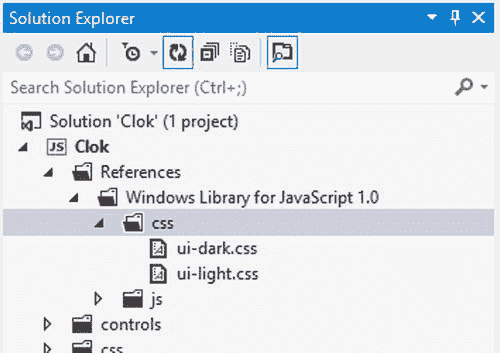 Solution Explorer
Search Solution Explorer (Ctrl+;)
Solution 'Clok' (1 project)
JS Clok
References
Windows Library for JavaScript 1.0
css
ui-dark.css
ui-light.css
js
controls
css